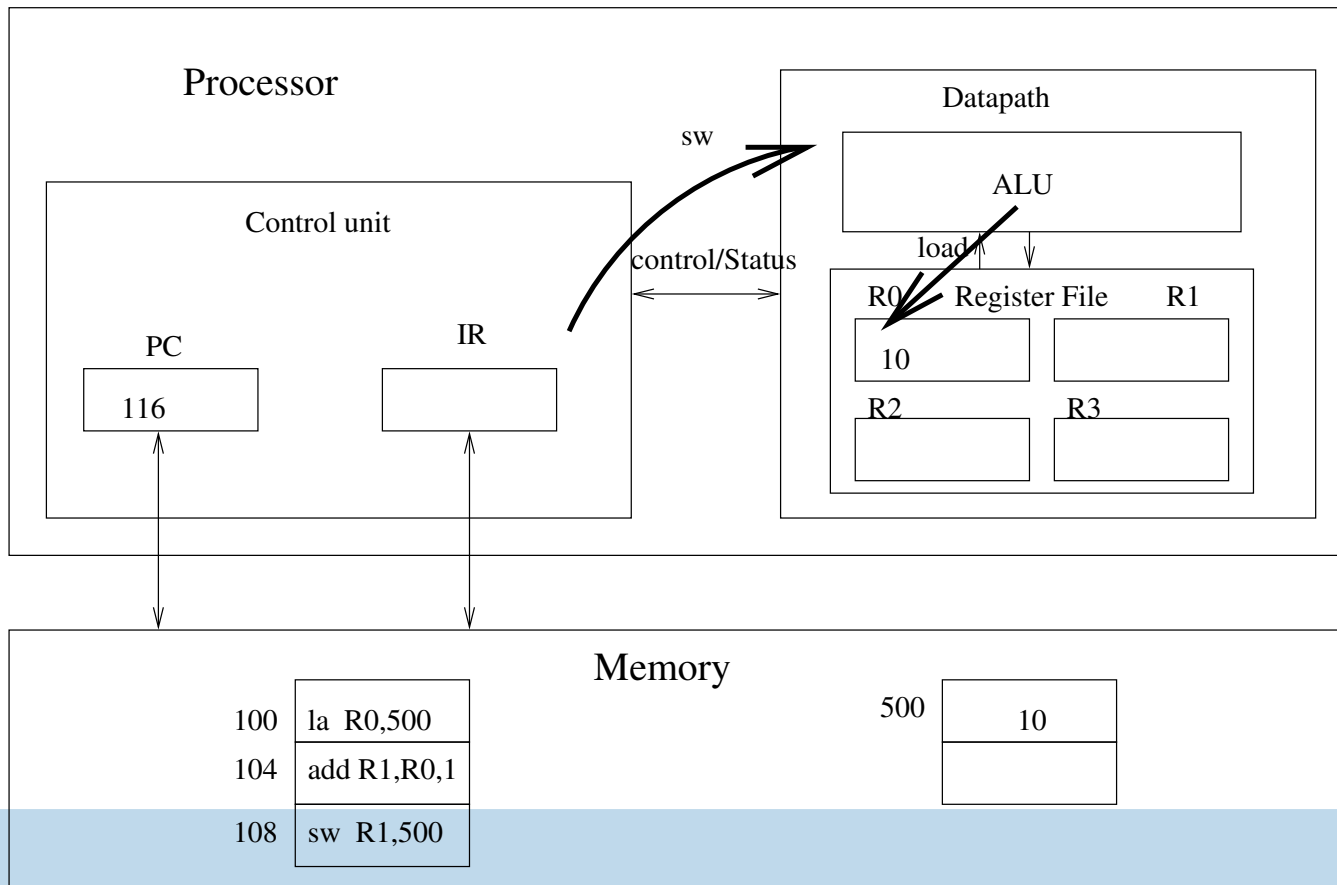 Processor
Datapath
sw
ALU
Control unit
load
control/Status
R0 Register File R1
PC
IR
10
116
R2 R3
Memory
100 la R0,500
500 10
104 add R1,R0,1
108 sw R1,500